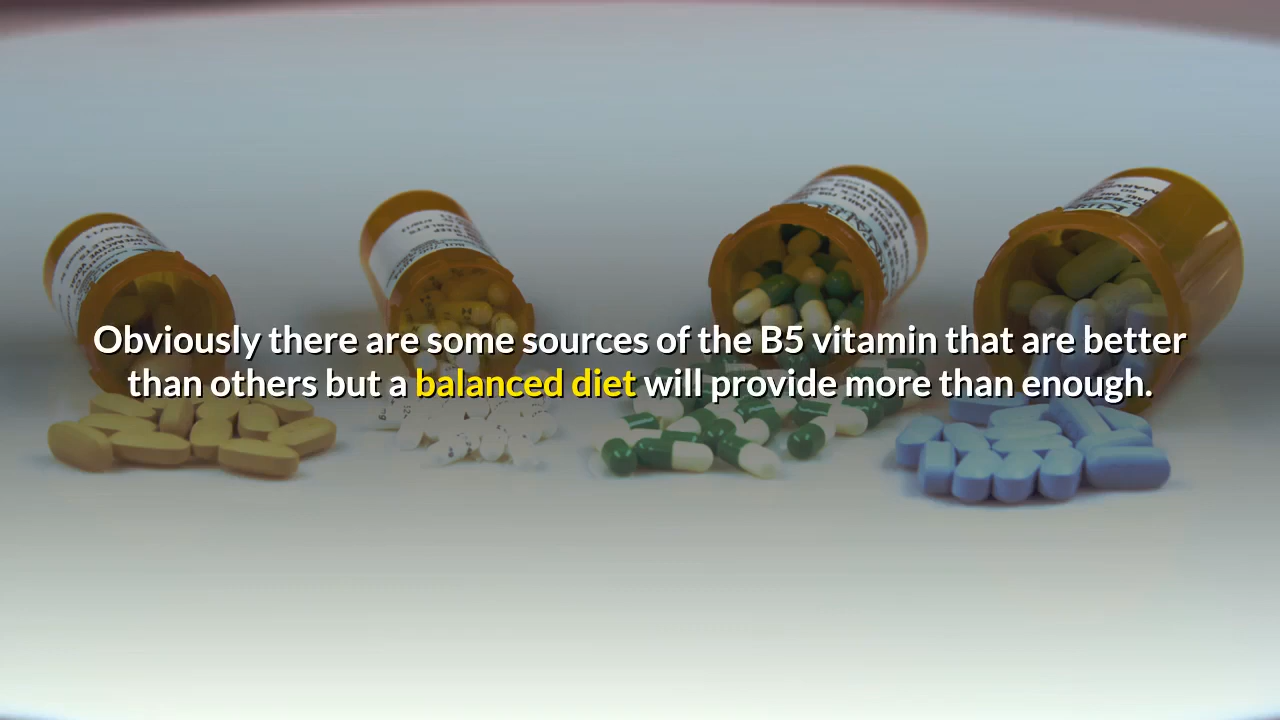 Obviously there are some sources of the B5 vitamin that are better
than others but a balanced diet will provide more than enough.